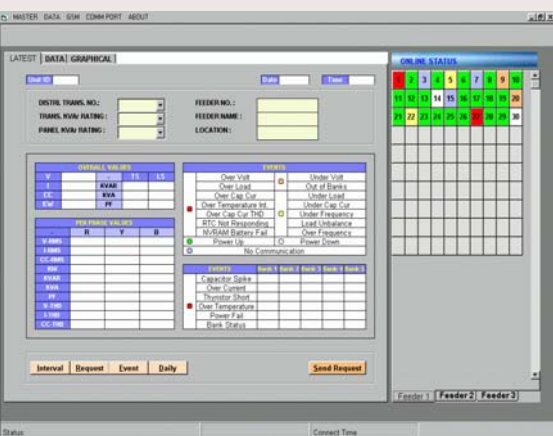 MASTER DATA GSM COMM PORT ABOUT
LATEST DATA GRAPHICAL
Unit ID Date Time
DISTRI. TRANS. NO.: FEEDER NO.:
TRANS. KVAr RATING: FEEDER NAME:
PANEL KVAr RATING: LOCATION:
ONLINE STATUS
1 2 3 4 5 6 7 8 9 10
11 12 13 14 15 16 17 18 19 20
21 22 23 24 25 26 27 28 29 30
OVERALL VALUES
V - TS LS
I KVAR
CC KVA
KW PF
PER PHASE VALUES
- R Y B
V-RMS
I-RMS
CC-RMS
KW
KVAR
KVA
PF
V-THD
I-THD
CC-THD
EVENTS
Over Volt Under Volt
Over Load Out of Banks
Over Cap Cur Under Load
Over Temperature Int. Under Cap Cur
Over Cap Cur THD Under Frequency
RTC Not Responding Load Unbalance
NVRAM Battery Fail Over Frequency
Power Up Power Down
No Communication
EVENTS Bank 1 Bank 2 Bank 3 Bank 4 Bank 5
Capacitor Spike
Over Current
Thyristor Short
Over Temperature
Power Fail
Bank Status
Interval Request Event Daily Send Request
Feeder 1 Feeder 2 Feeder 3
Status: Connect Time